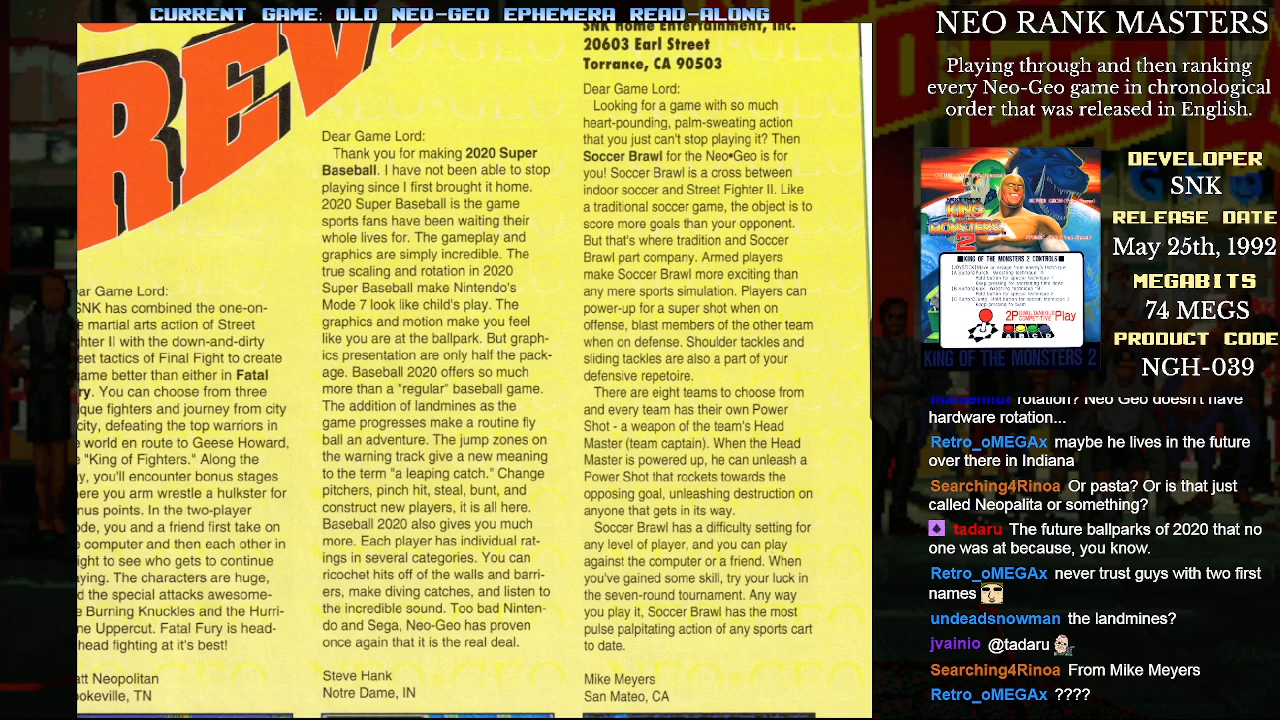 CURRENT GAME: OLD NEO-GEO EPHEMERA READ-ALONG
REV
ear Game Lord:
SNK has combined the one-on-
e martial arts action of Street
hter II with the down-and-dirty
eet tactics of Final Fight to create
game better than either in Fatal
ry. You can choose from three
que fighters and journey from city
city, defeating the top warriors in
e world en route to Geese Howard,
e "King of Fighters." Along the
y, you'll encounter bonus stages
ere you arm wrestle a hulkster for
nus points. In the two-player
ode, you and a friend first take on
e computer and then each other in
ight to see who gets to continue
aying. The characters are huge,
d the special attacks awesome-
e Burning Knuckles and the Hurri-
ne Uppercut. Fatal Fury is head-
head fighting at it's best!
att Neopolitan
ookeville, TN
Dear Game Lord:
Thank you for making 2020 Super
Baseball. I have not been able to stop
playing since I first brought it home.
2020 Super Baseball is the game
sports fans have been waiting their
whole lives for. The gameplay and
graphics are simply incredible. The
true scaling and rotation in 2020
Super Baseball make Nintendo's
Mode 7 look like child's play. The
graphics and motion make you feel
like you are at the ballpark. But graph-
ics presentation are only half the pack-
age. Baseball 2020 offers so much
more than a "regular" baseball game.
The addition of landmines as the
game progresses make a routine fly
ball an adventure. The jump zones on
the warning track give a new meaning
to the term "a leaping catch." Change
pitchers, pinch hit, steal, bunt, and
construct new players, it is all here.
Baseball 2020 also gives you much
more. Each player has individual rat-
ings in several categories. You can
ricochet hits off of the walls and barri-
ers, make diving catches, and listen to
the incredible sound. Too bad Ninten-
do and Sega, Neo-Geo has proven
once again that it is the real deal.
Steve Hank
Notre Dame, IN
SNK Home Entertainment, Inc.
20603 Earl Street
Torrance, CA 90503
Dear Game Lord:
Looking for a game with so much
heart-pounding, palm-sweating action
that you just can't stop playing it? Then
Soccer Brawl for the Neo•Geo is for
you! Soccer Brawl is a cross between
indoor soccer and Street Fighter II. Like
a traditional soccer game, the object is to
score more goals than your opponent.
But that's where tradition and Soccer
Brawl part company. Armed players
make Soccer Brawl more exciting than
any mere sports simulation. Players can
power-up for a super shot when on
offense, blast members of the other team
when on defense. Shoulder tackles and
sliding tackles are also a part of your
defensive repetoire.
There are eight teams to choose from
and every team has their own Power
Shot - a weapon of the team's Head
Master (team captain). When the Head
Master is powered up, he can unleash a
Power Shot that rockets towards the
opposing goal, unleashing destruction on
anyone that gets in its way.
Soccer Brawl has a difficulty setting for
any level of player, and you can play
against the computer or a friend. When
you've gained some skill, try your luck in
the seven-round tournament. Any way
you play it, Soccer Brawl has the most
pulse palpitating action of any sports cart
to date.
Mike Meyers
San Mateo, CA
NEO RANK MASTERS
Playing through and then ranking
every Neo-Geo game in chronological
order that was released in English.
KING OF THE MONSTERS 2 CONTROLS
2P SIMULTANEOUS COMPETITIVE Play
A B C D
KING OF THE MONSTERS 2
DEVELOPER
SNK
RELEASE DATE
May 25th, 1992
MEGABITS
74 MEGS
PRODUCT CODE
NGH-039
rotation? Neo Geo doesn't have
hardware rotation...
Retro_oMEGAx maybe he lives in the future
over there in Indiana
Searching4Rinoa Or pasta? Or is that just
called Neopalita or something?
tadaru The future ballparks of 2020 that no
one was at because, you know.
Retro_oMEGAx never trust guys with two first
names
undeadsnowman the landmines?
jvainio @tadaru
Searching4Rinoa From Mike Meyers
Retro_oMEGAx ????